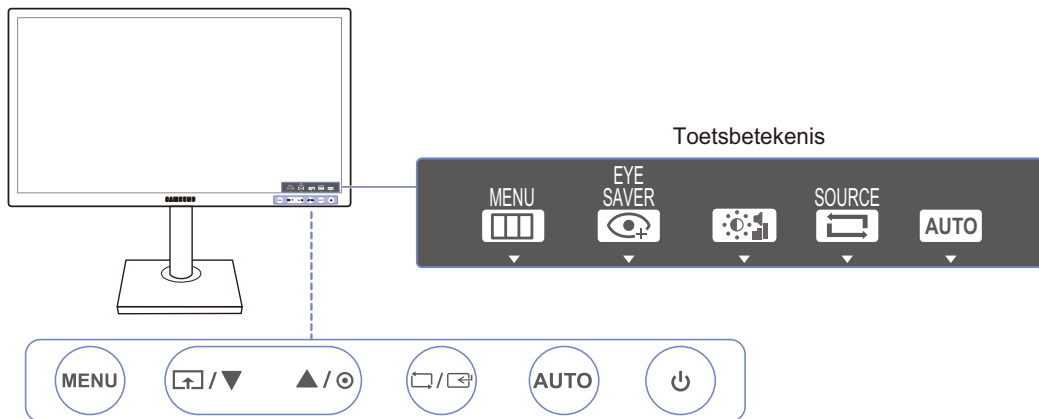 Toetsbetekenis
MENU
EYE
SAVER
SOURCE
AUTO
SAMSUNG
MENU
AUTO